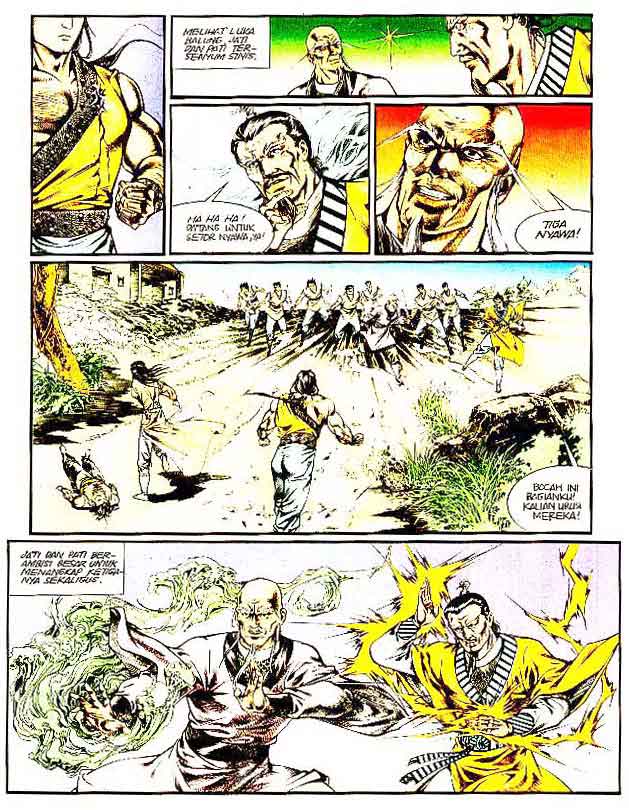 MELIHAT LUKA
BALUNG, JATI
DAN PATI TER-
SENYUM SINIS.
HA HA HA!
DATANG UNTUK
SETOR NYAWA, YA!
TIGA
NYAWA!
BOCAH INI
BAGIANKU!
KALIAN URUS
MEREKA!
JATI DAN PATI BER-
AMBISI BESAR UNTUK
MENANGKAP KETIGA-
NYA SEKALIGUS.